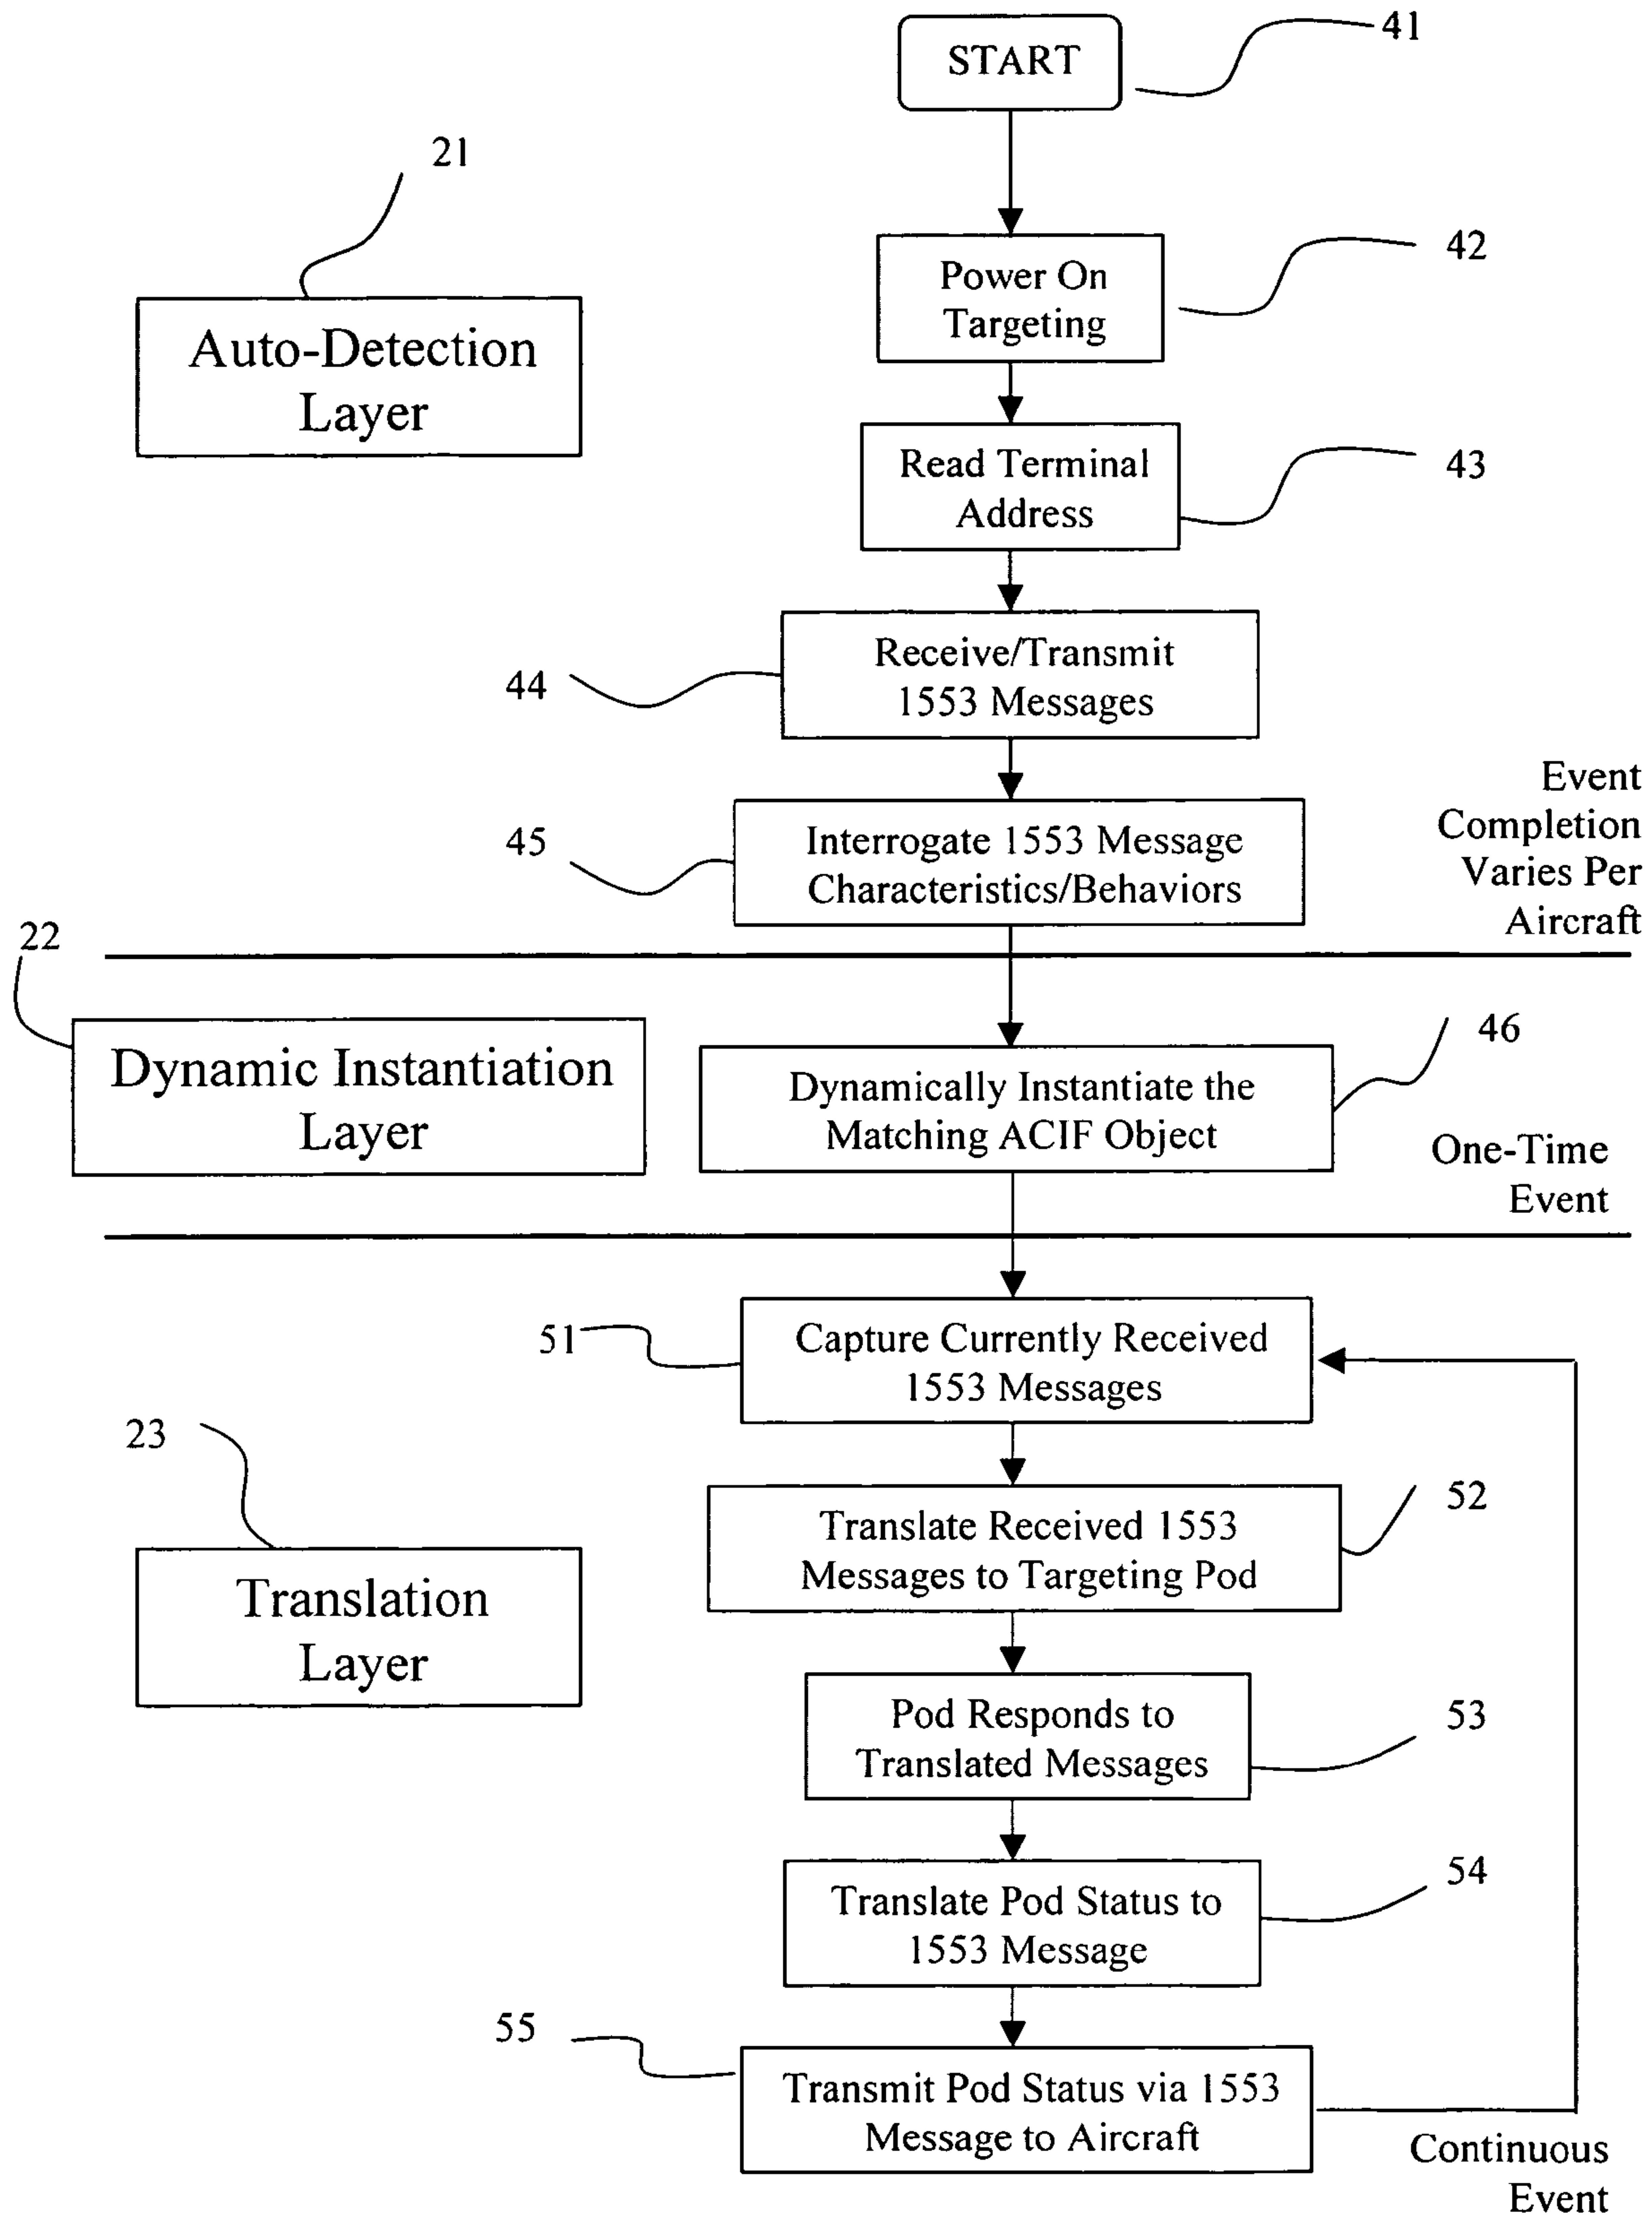 START
41
21
Auto-Detection
Layer
42
Power On
Targeting
43
Read Terminal
Address
44
Receive/Transmit
1553 Messages
45
Interrogate 1553 Message
Characteristics/Behaviors
Event
Completion
Varies Per
Aircraft
22
Dynamic Instantiation
Layer
46
Dynamically Instantiate the
Matching ACIF Object
One-Time
Event
51
Capture Currently Received
1553 Messages
23
Translation
Layer
52
Translate Received 1553
Messages to Targeting Pod
53
Pod Responds to
Translated Messages
54
Translate Pod Status to
1553 Message
55
Transmit Pod Status via 1553
Message to Aircraft
Continuous
Event